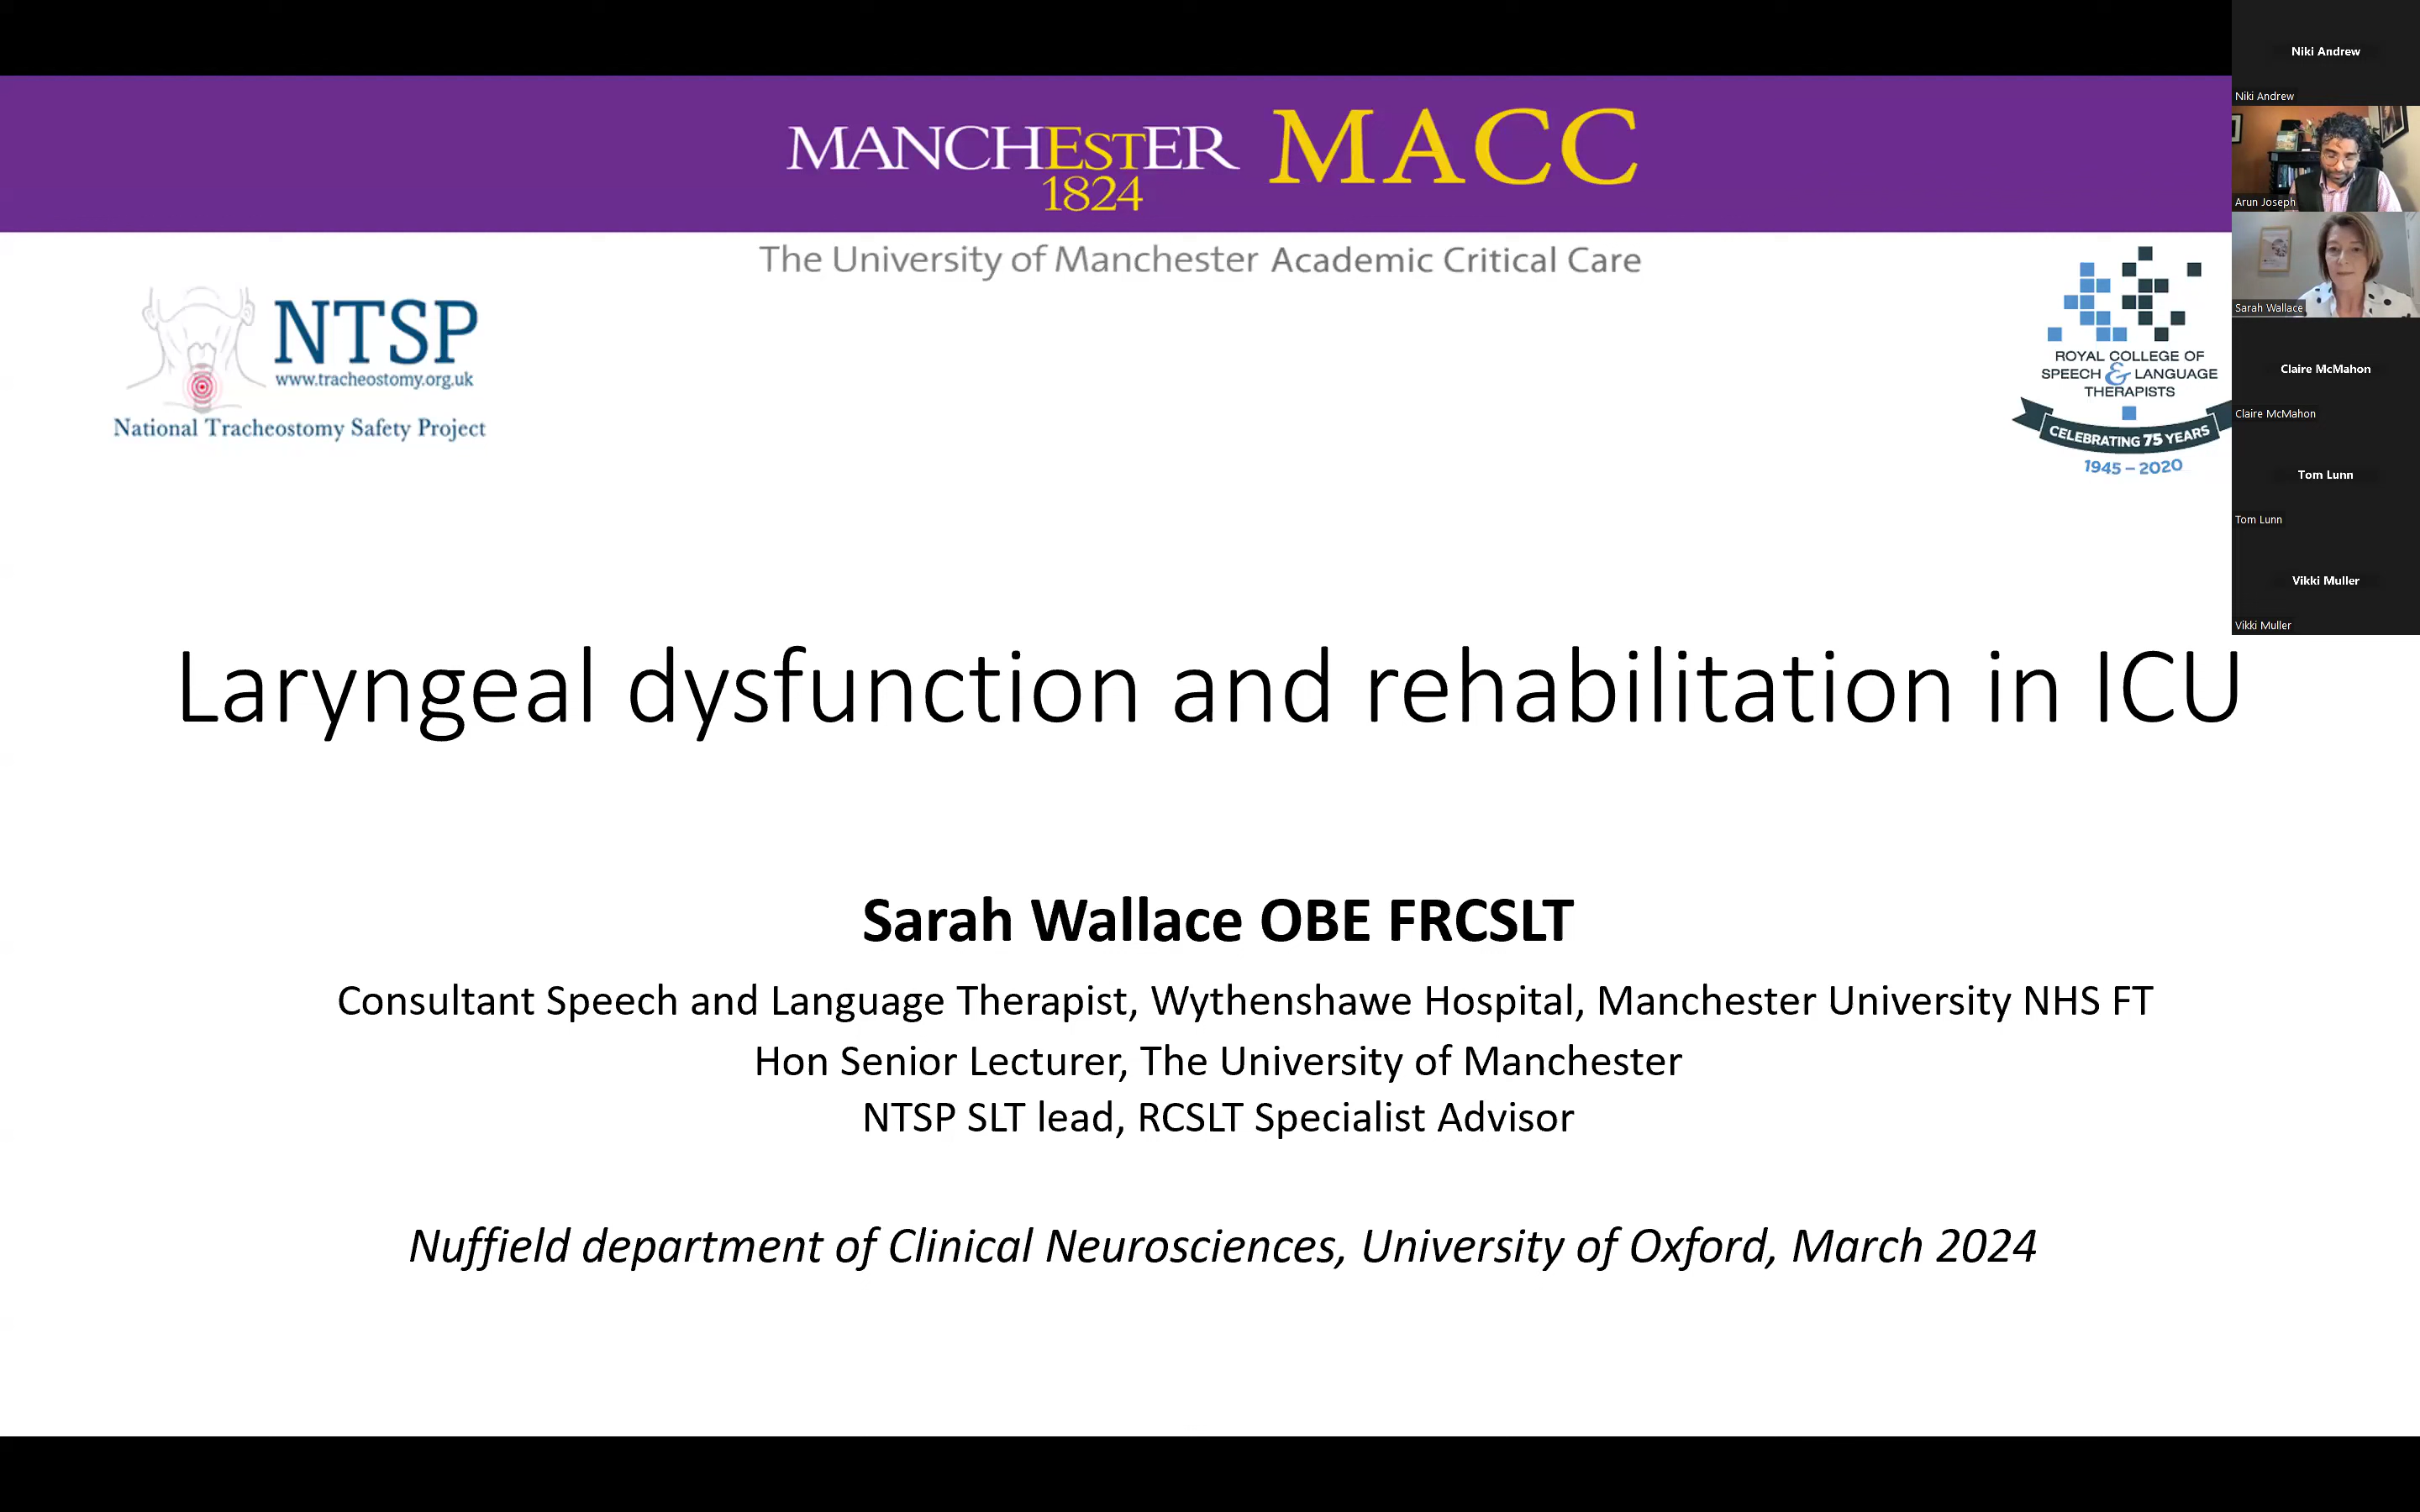 MANCHESTER MACC
1824
The University of Manchester Academic Critical Care
NTSP
www.tracheostomy.org.uk
National Tracheostomy Safety Project
ROYAL COLLEGE OF
SPEECH & LANGUAGE
THERAPISTS
CELEBRATING 75 YEARS
1945 – 2020
Laryngeal dysfunction and rehabilitation in ICU
Sarah Wallace OBE FRCSLT
Consultant Speech and Language Therapist, Wythenshawe Hospital, Manchester University NHS FT
Hon Senior Lecturer, The University of Manchester
NTSP SLT lead, RCSLT Specialist Advisor
Nuffield department of Clinical Neurosciences, University of Oxford, March 2024
Niki Andrew
Niki Andrew
Arun Joseph
Sarah Wallace
Claire McMahon
Claire McMahon
Tom Lunn
Tom Lunn
Vikki Muller
Vikki Muller